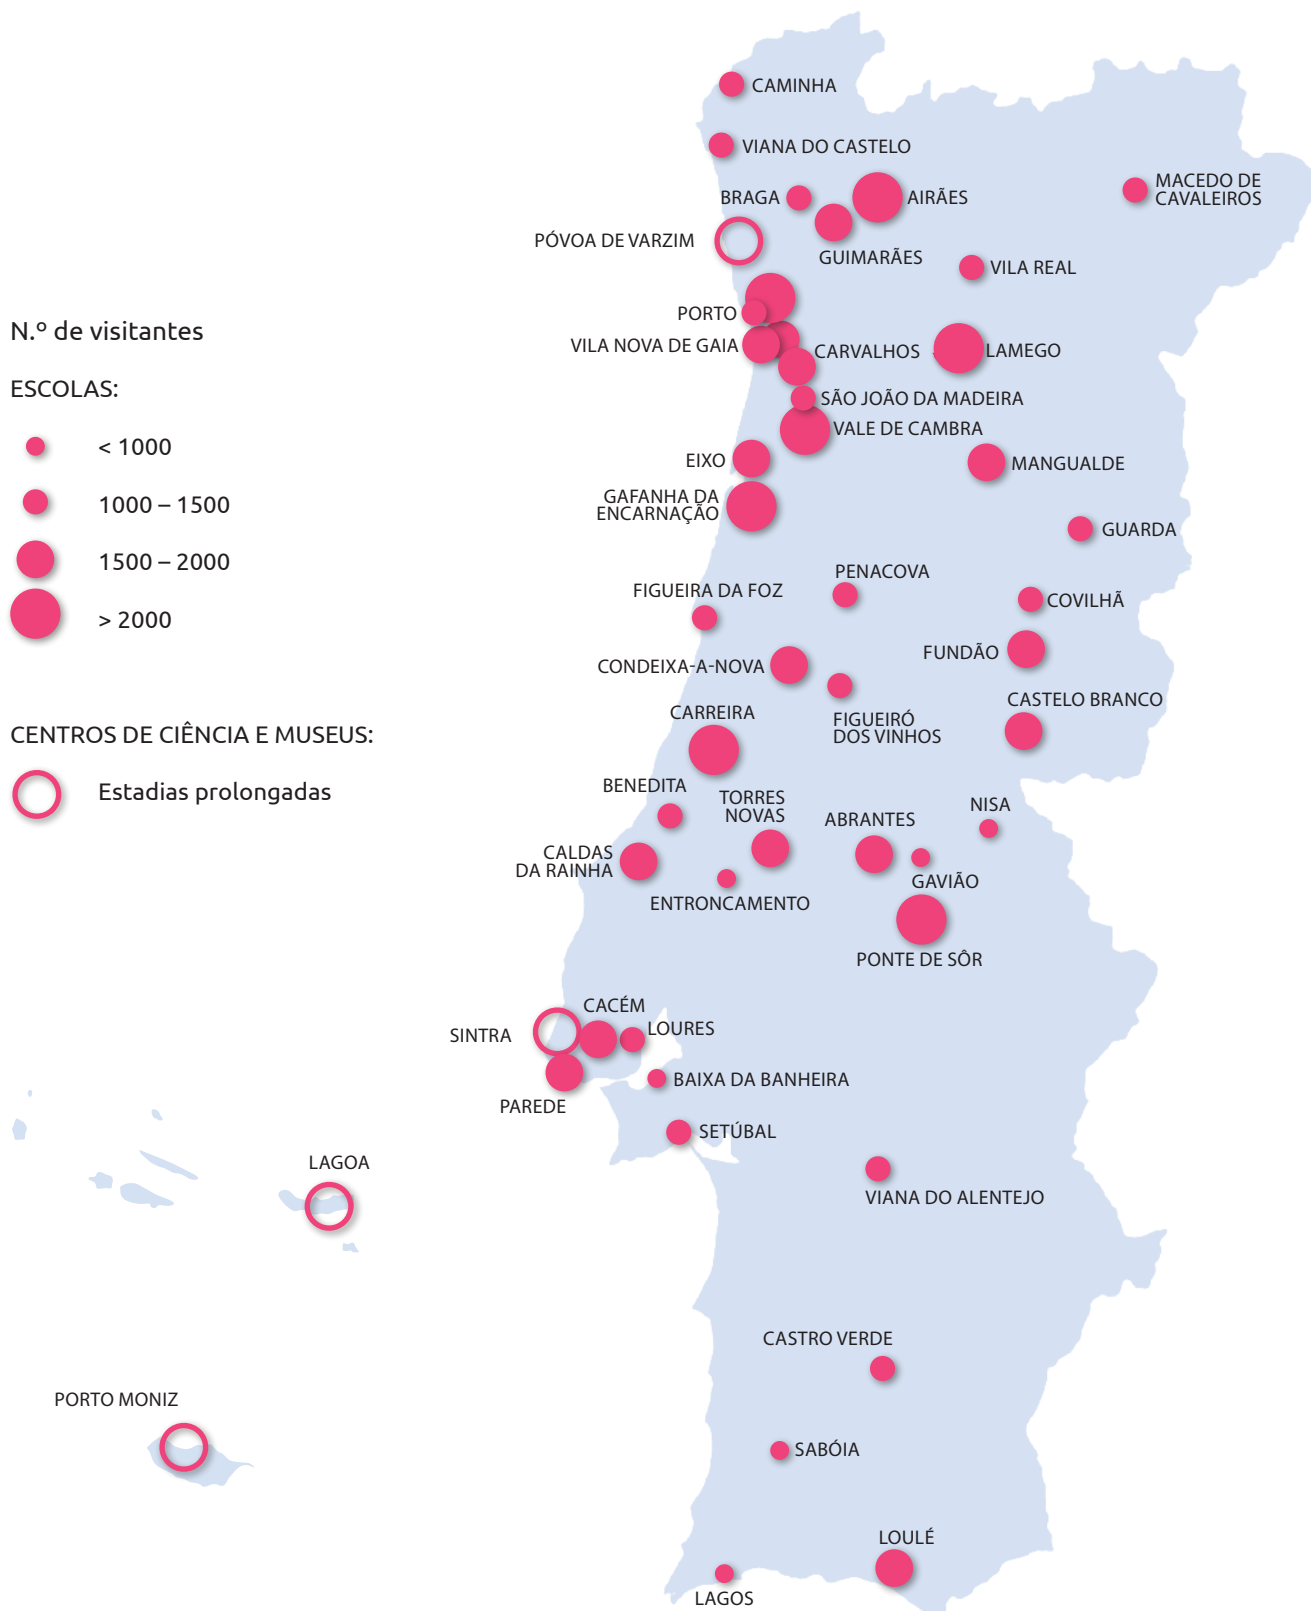 N.º de visitantes
ESCOLAS:
< 1000
1000 – 1500
1500 – 2000
> 2000
CENTROS DE CIÊNCIA E MUSEUS:
Estadias prolongadas
CAMINHA
VIANA DO CASTELO
BRAGA
AIRÃES
MACEDO DE
CAVALEIROS
PÓVOA DE VARZIM
GUIMARÃES
VILA REAL
PORTO
VILA NOVA DE GAIA
CARVALHOS
LAMEGO
SÃO JOÃO DA MADEIRA
VALE DE CAMBRA
EIXO
MANGUALDE
GAFANHA DA
ENCARNAÇÃO
GUARDA
PENACOVA
FIGUEIRA DA FOZ
COVILHÃ
FUNDÃO
CONDEIXA-A-NOVA
CASTELO BRANCO
CARREIRA
FIGUEIRÓ
DOS VINHOS
BENEDITA
TORRES
NOVAS
NISA
ABRANTES
CALDAS
DA RAINHA
GAVIÃO
ENTRONCAMENTO
PONTE DE SÔR
CACÉM
SINTRA
LOURES
BAIXA DA BANHEIRA
PAREDE
SETÚBAL
LAGOA
VIANA DO ALENTEJO
CASTRO VERDE
PORTO MONIZ
SABÓIA
LOULÉ
LAGOS